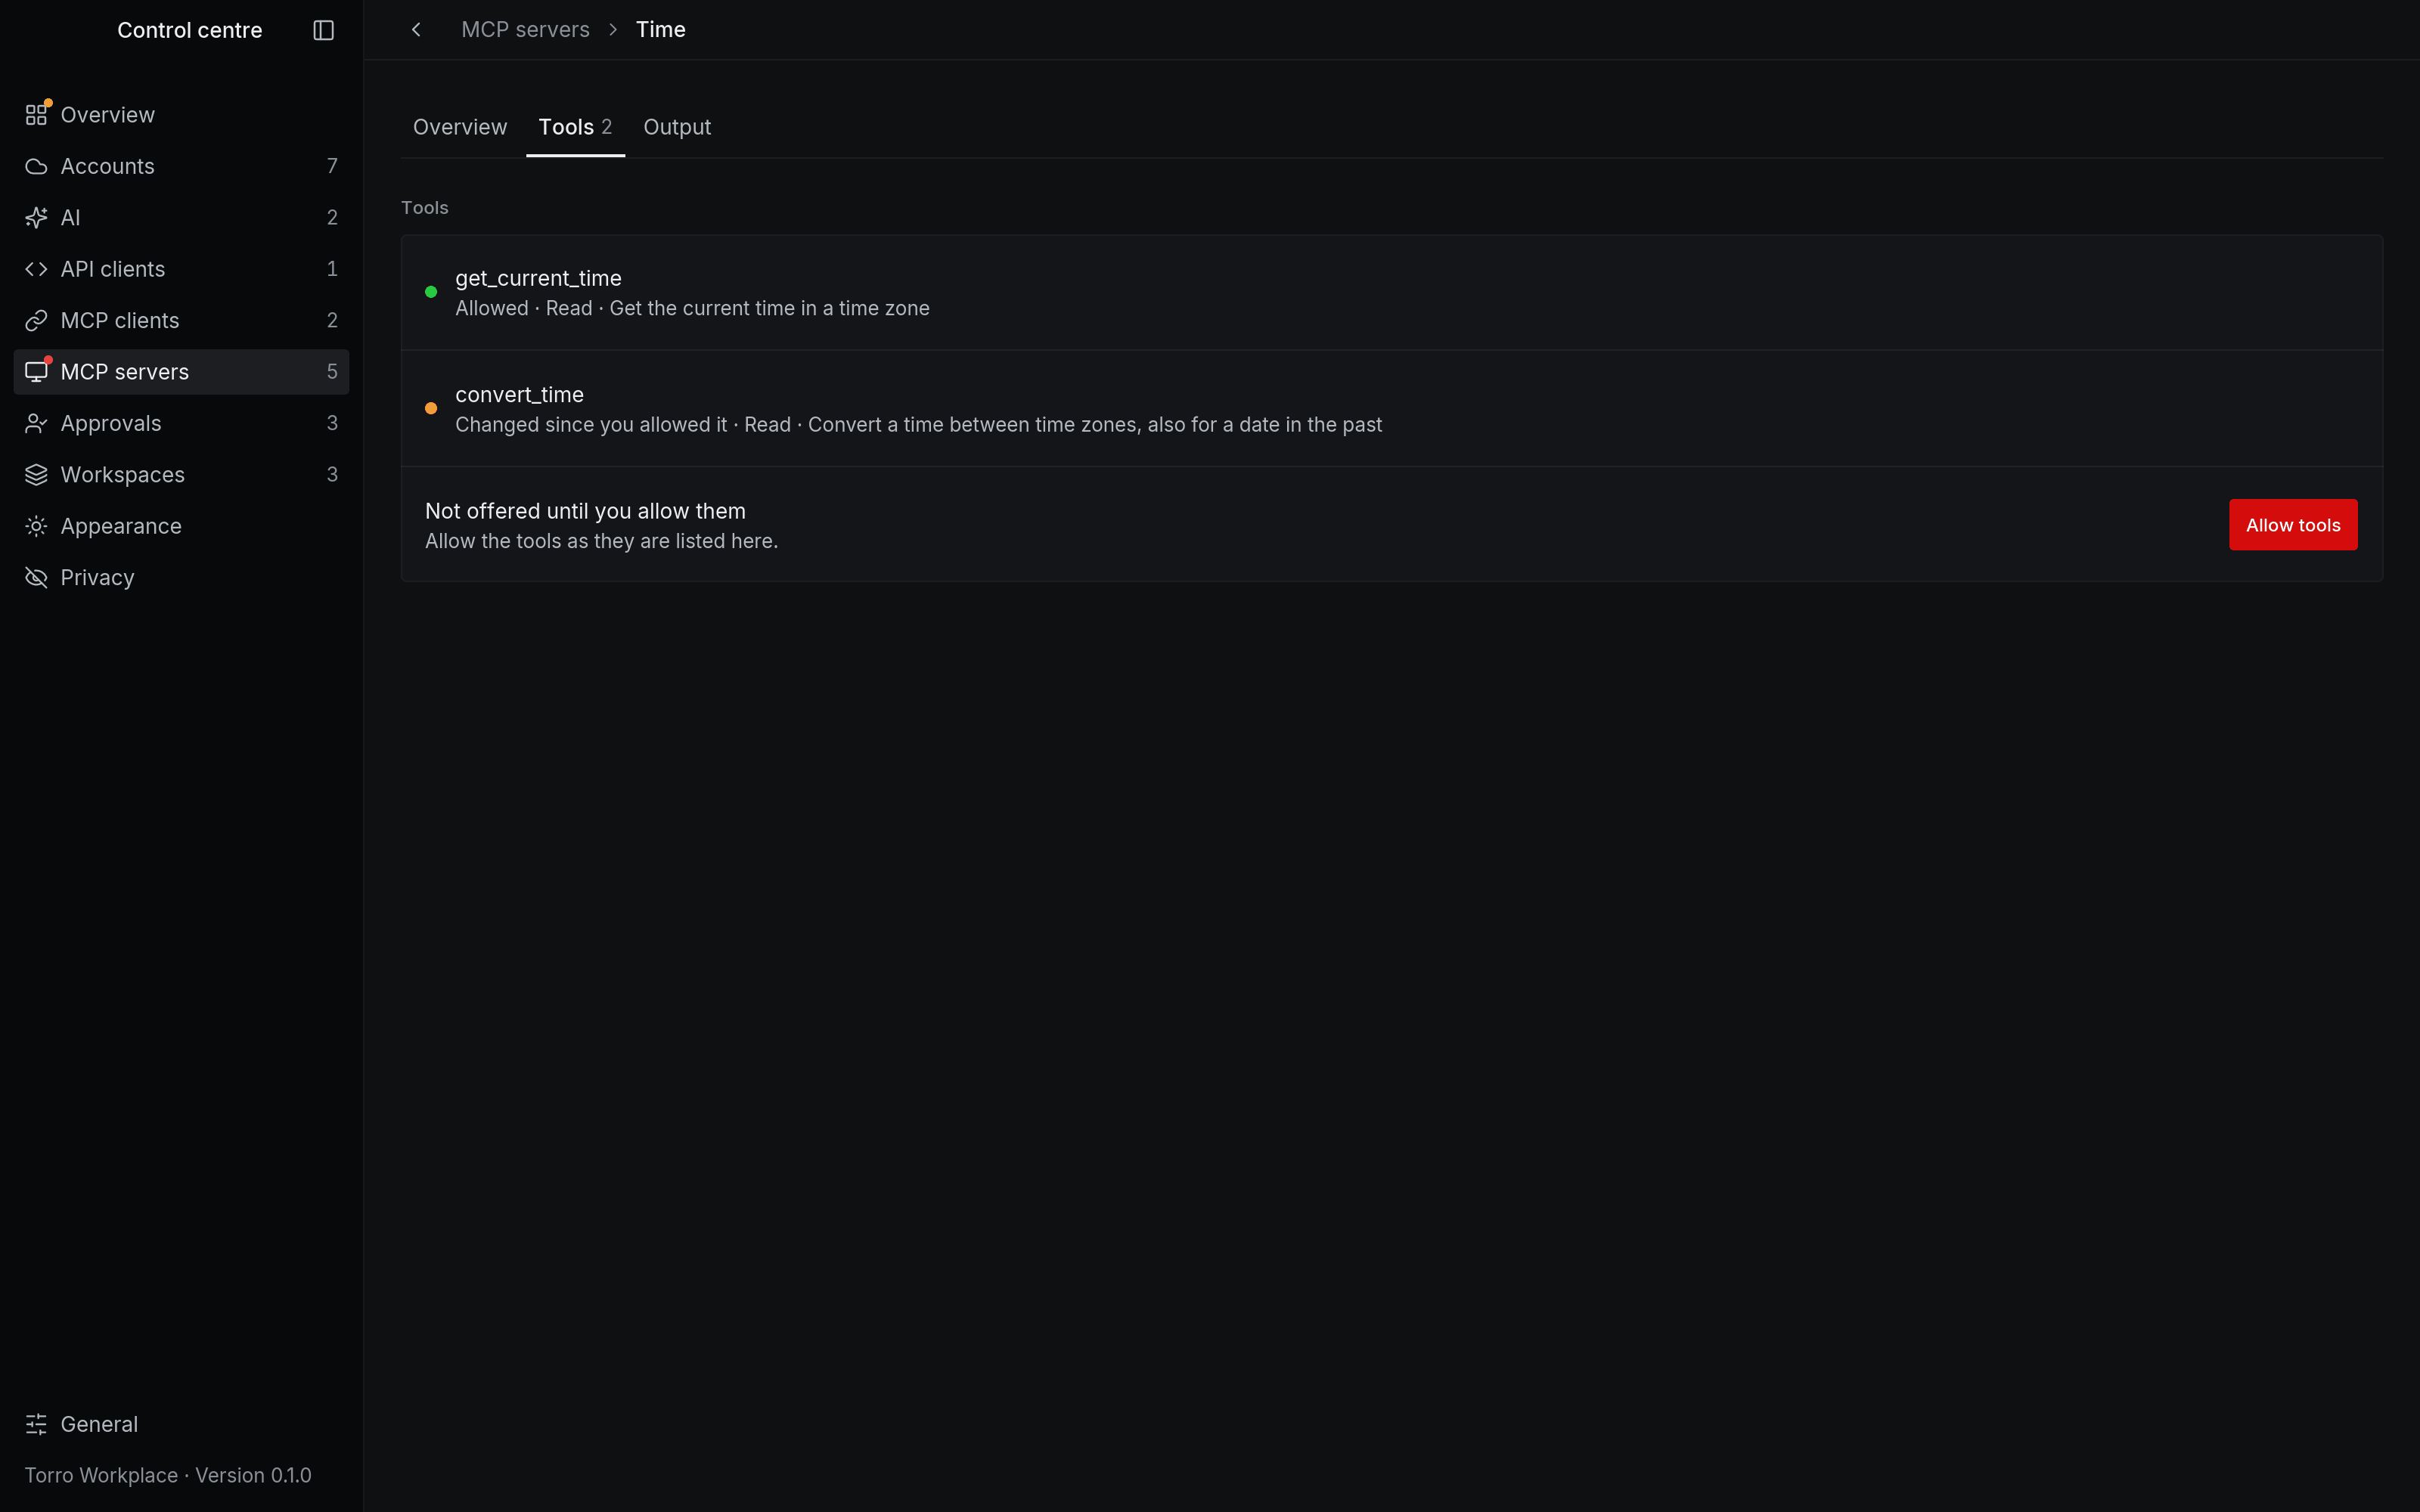 Control centre
MCP servers > Time
Overview
Accounts 7
AI 2
API clients 1
MCP clients 2
MCP servers 5
Approvals 3
Workspaces 3
Appearance
Privacy
General
Torro Workplace · Version 0.1.0
Overview Tools 2 Output
Tools
get_current_time
Allowed · Read · Get the current time in a time zone
convert_time
Changed since you allowed it · Read · Convert a time between time zones, also for a date in the past
Not offered until you allow them
Allow the tools as they are listed here.
Allow tools